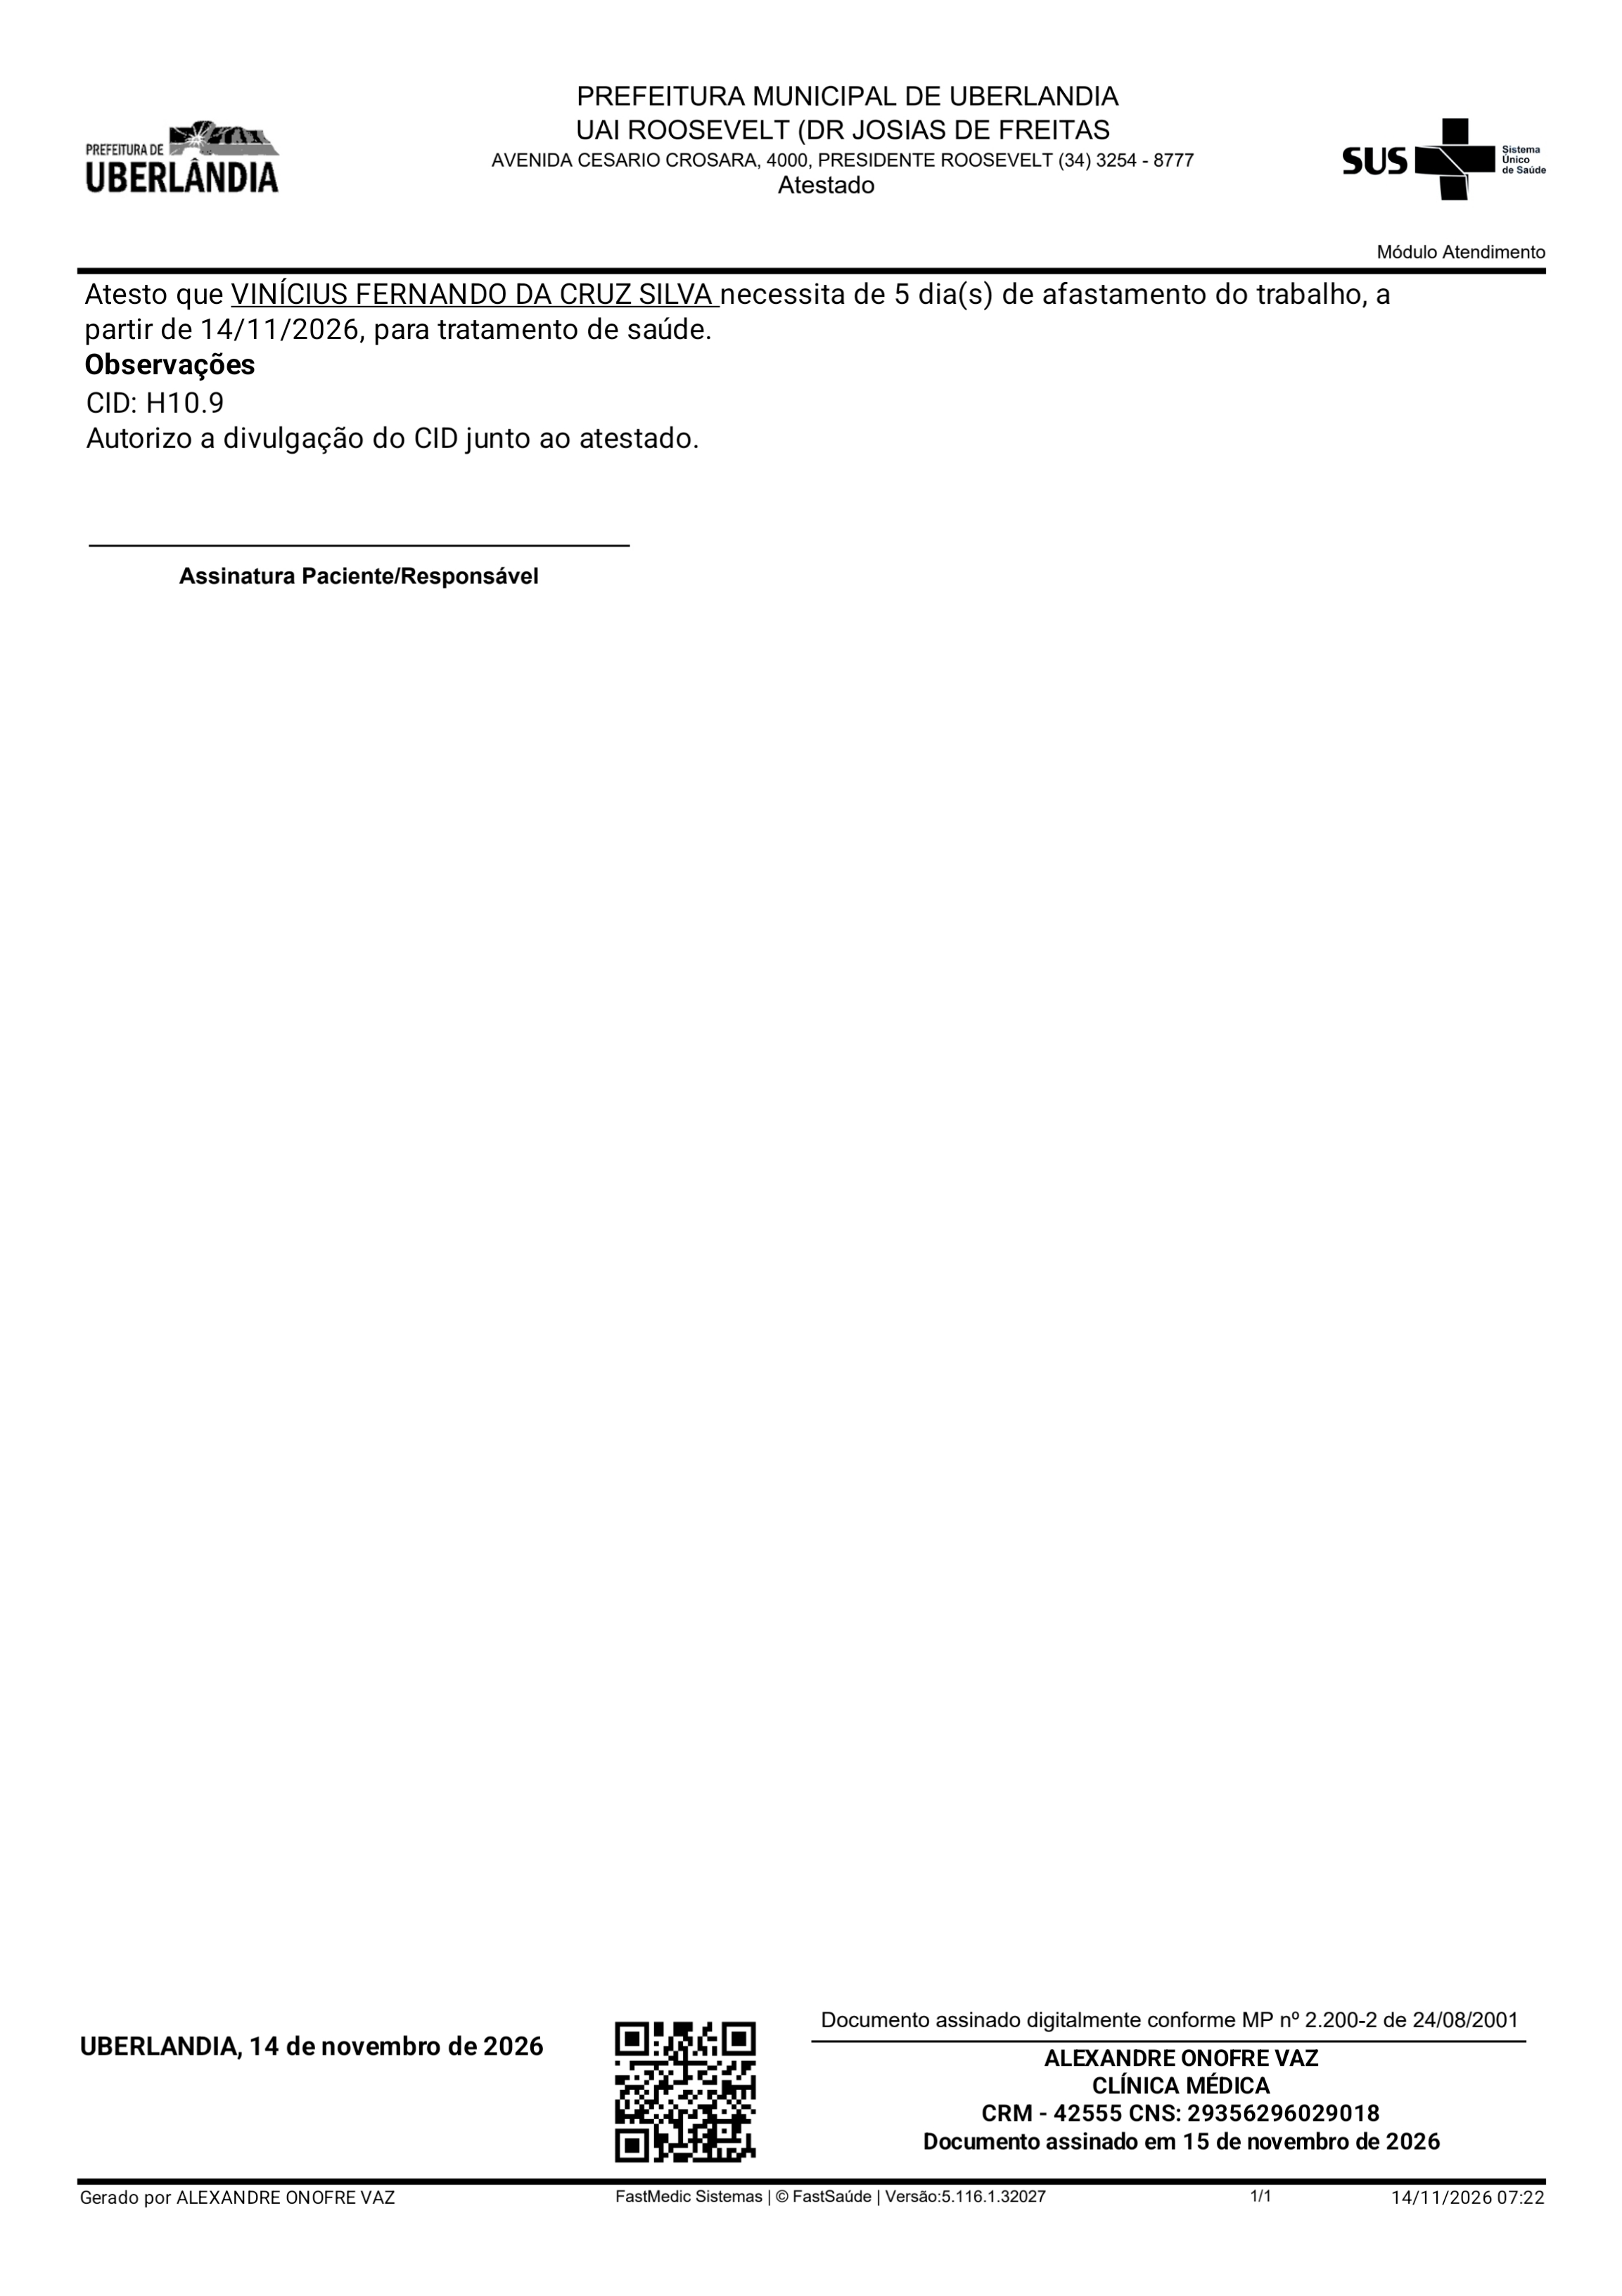 PREFEITURA DE
UBERLÂNDIA
PREFEITURA MUNICIPAL DE UBERLANDIA
UAI ROOSEVELT (DR JOSIAS DE FREITAS
AVENIDA CESARIO CROSARA, 4000, PRESIDENTE ROOSEVELT (34) 3254 - 8777
Atestado
SUS
Sistema
Único
de Saúde
Módulo Atendimento
Atesto que VINÍCIUS FERNANDO DA CRUZ SILVA necessita de 5 dia(s) de afastamento do trabalho, a
partir de 14/11/2026, para tratamento de saúde.
Observações
CID: H10.9
Autorizo a divulgação do CID junto ao atestado.
Assinatura Paciente/Responsável
UBERLANDIA, 14 de novembro de 2026
Documento assinado digitalmente conforme MP nº 2.200-2 de 24/08/2001
ALEXANDRE ONOFRE VAZ
CLÍNICA MÉDICA
CRM - 42555 CNS: 29356296029018
Documento assinado em 15 de novembro de 2026
Gerado por ALEXANDRE ONOFRE VAZ
FastMedic Sistemas | © FastSaúde | Versão:5.116.1.32027
1/1
14/11/2026 07:22